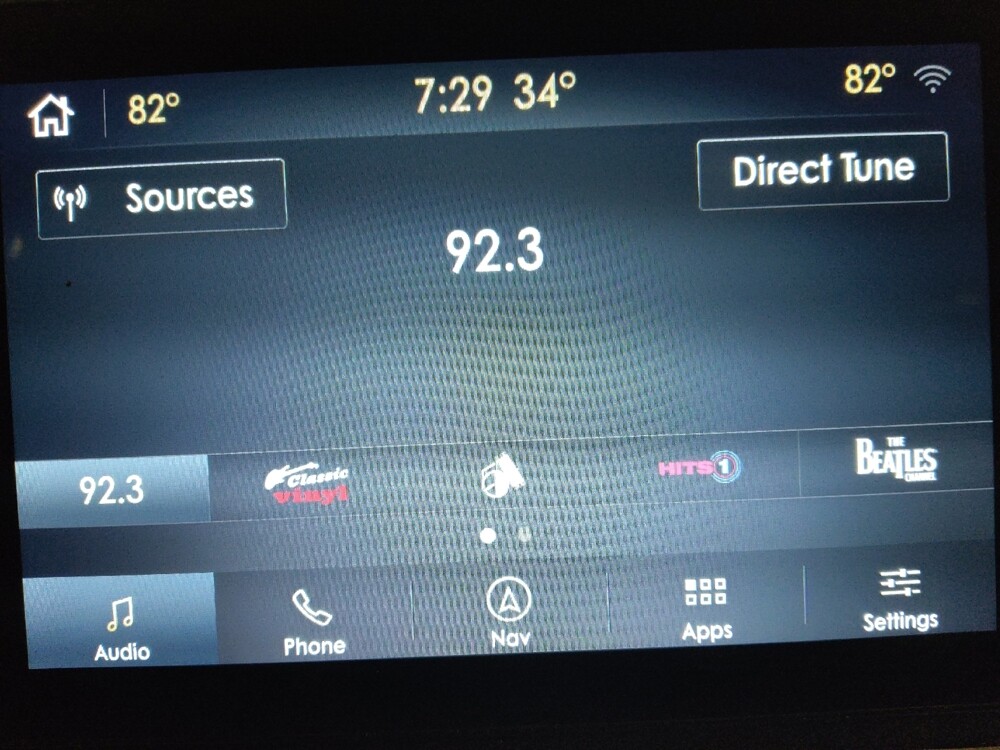 82° 7:29 34° 82°
Sources
Direct Tune
92.3
92.3
Classic
vinyl
HITS 1
THE
BEATLES
CHANNEL
Audio
Phone
Nav
Apps
Settings